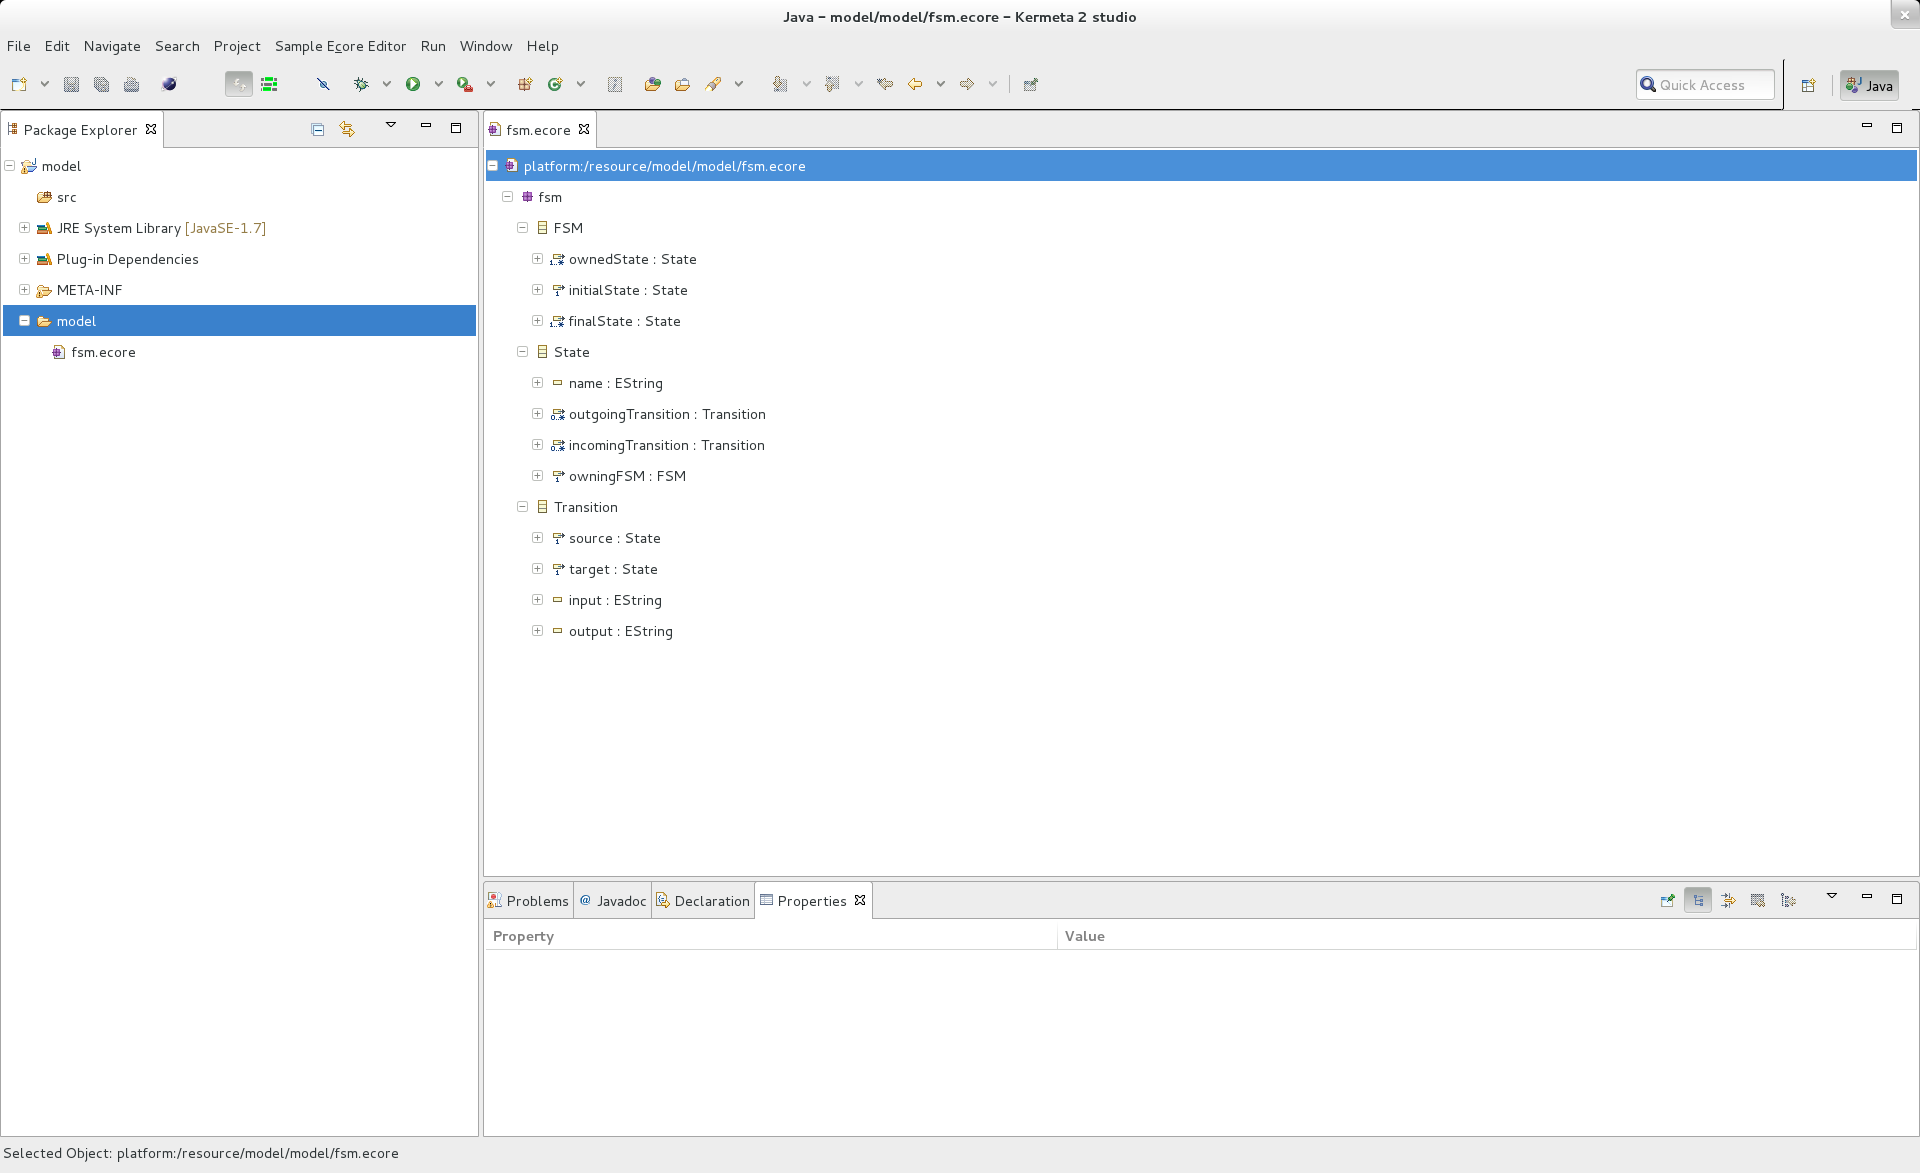 Java - model/model/fsm.ecore - Kermeta 2 studio
File Edit Navigate Search Project Sample Ecore Editor Run Window Help
Quick Access
Java
Package Explorer
model
src
JRE System Library [JavaSE-1.7]
Plug-in Dependencies
META-INF
model
fsm.ecore
fsm.ecore
platform:/resource/model/model/fsm.ecore
fsm
FSM
ownedState : State
initialState : State
finalState : State
State
name : EString
outgoingTransition : Transition
incomingTransition : Transition
owningFSM : FSM
Transition
source : State
target : State
input : EString
output : EString
Problems @ Javadoc Declaration Properties
Property Value
Selected Object: platform:/resource/model/model/fsm.ecore